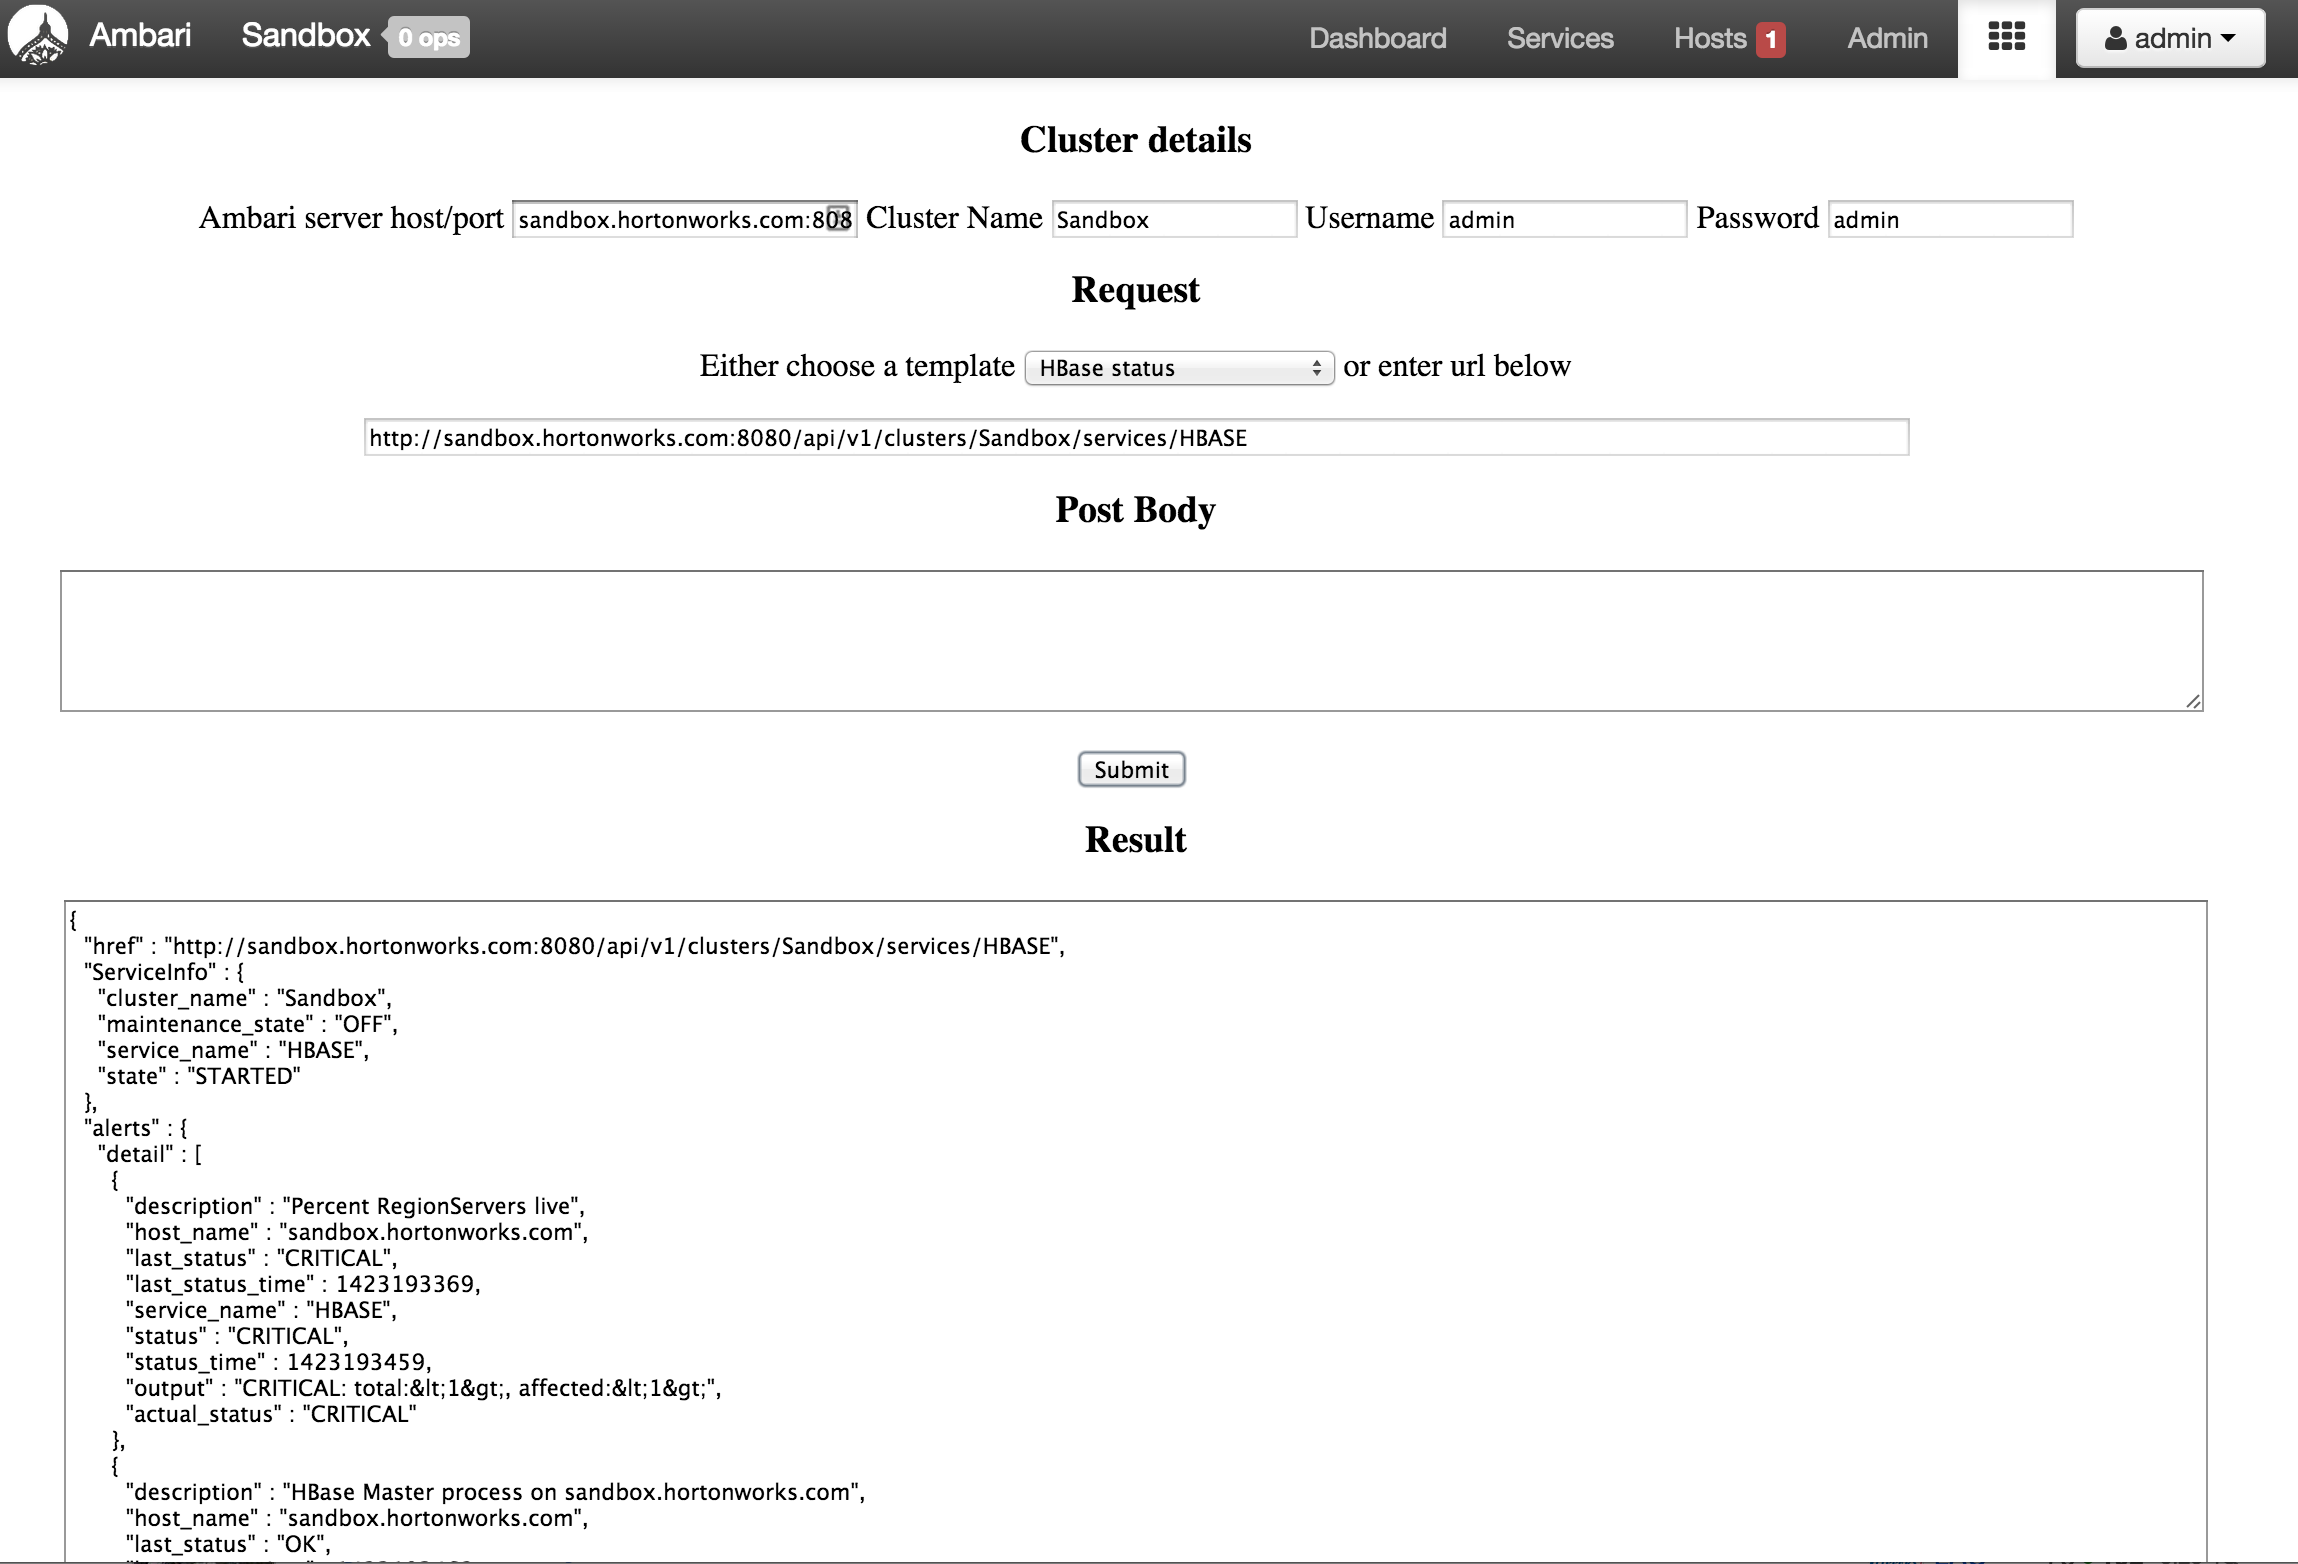 Ambari Sandbox 0 ops Dashboard Services Hosts 1 Admin admin
Cluster details
Ambari server host/port sandbox.hortonworks.com:808 Cluster Name Sandbox Username admin Password admin
Request
Either choose a template HBase status or enter url below
http://sandbox.hortonworks.com:8080/api/v1/clusters/Sandbox/services/HBASE
Post Body
Submit
Result
{
"href" : "http://sandbox.hortonworks.com:8080/api/v1/clusters/Sandbox/services/HBASE",
"ServiceInfo" : {
"cluster_name" : "Sandbox",
"maintenance_state" : "OFF",
"service_name" : "HBASE",
"state" : "STARTED"
},
"alerts" : {
"detail" : [
{
"description" : "Percent RegionServers live",
"host_name" : "sandbox.hortonworks.com",
"last_status" : "CRITICAL",
"last_status_time" : 1423193369,
"service_name" : "HBASE",
"status" : "CRITICAL",
"status_time" : 1423193459,
"output" : "CRITICAL: total:&lt;1&gt;, affected:&lt;1&gt;",
"actual_status" : "CRITICAL"
},
{
"description" : "HBase Master process on sandbox.hortonworks.com",
"host_name" : "sandbox.hortonworks.com",
"last_status" : "OK",